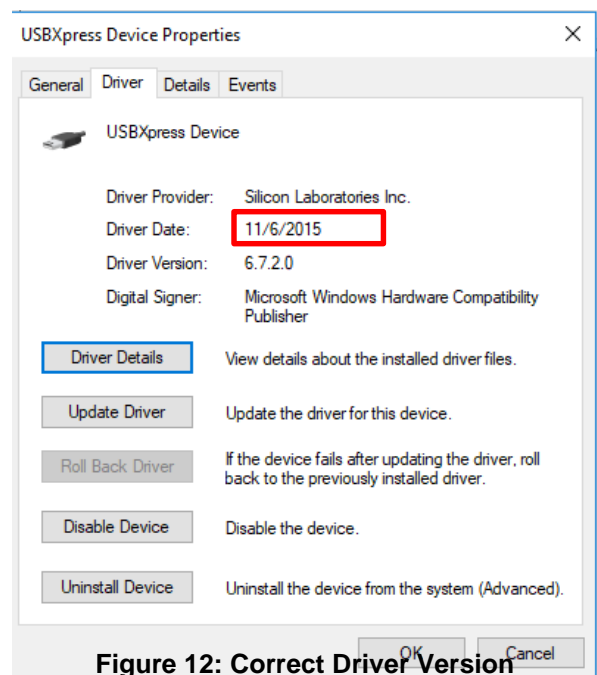 USBXpress Device Properties
General Driver Details Events
USBXpress Device
Driver Provider: Silicon Laboratories Inc.
Driver Date: 11/6/2015
Driver Version: 6.7.2.0
Digital Signer: Microsoft Windows Hardware Compatibility
Publisher
Driver Details View details about the installed driver files.
Update Driver Update the driver for this device.
Roll Back Driver If the device fails after updating the driver, roll
back to the previously installed driver.
Disable Device Disable the device.
Uninstall Device Uninstall the device from the system (Advanced).
OK Cancel
Figure 12: Correct Driver Version